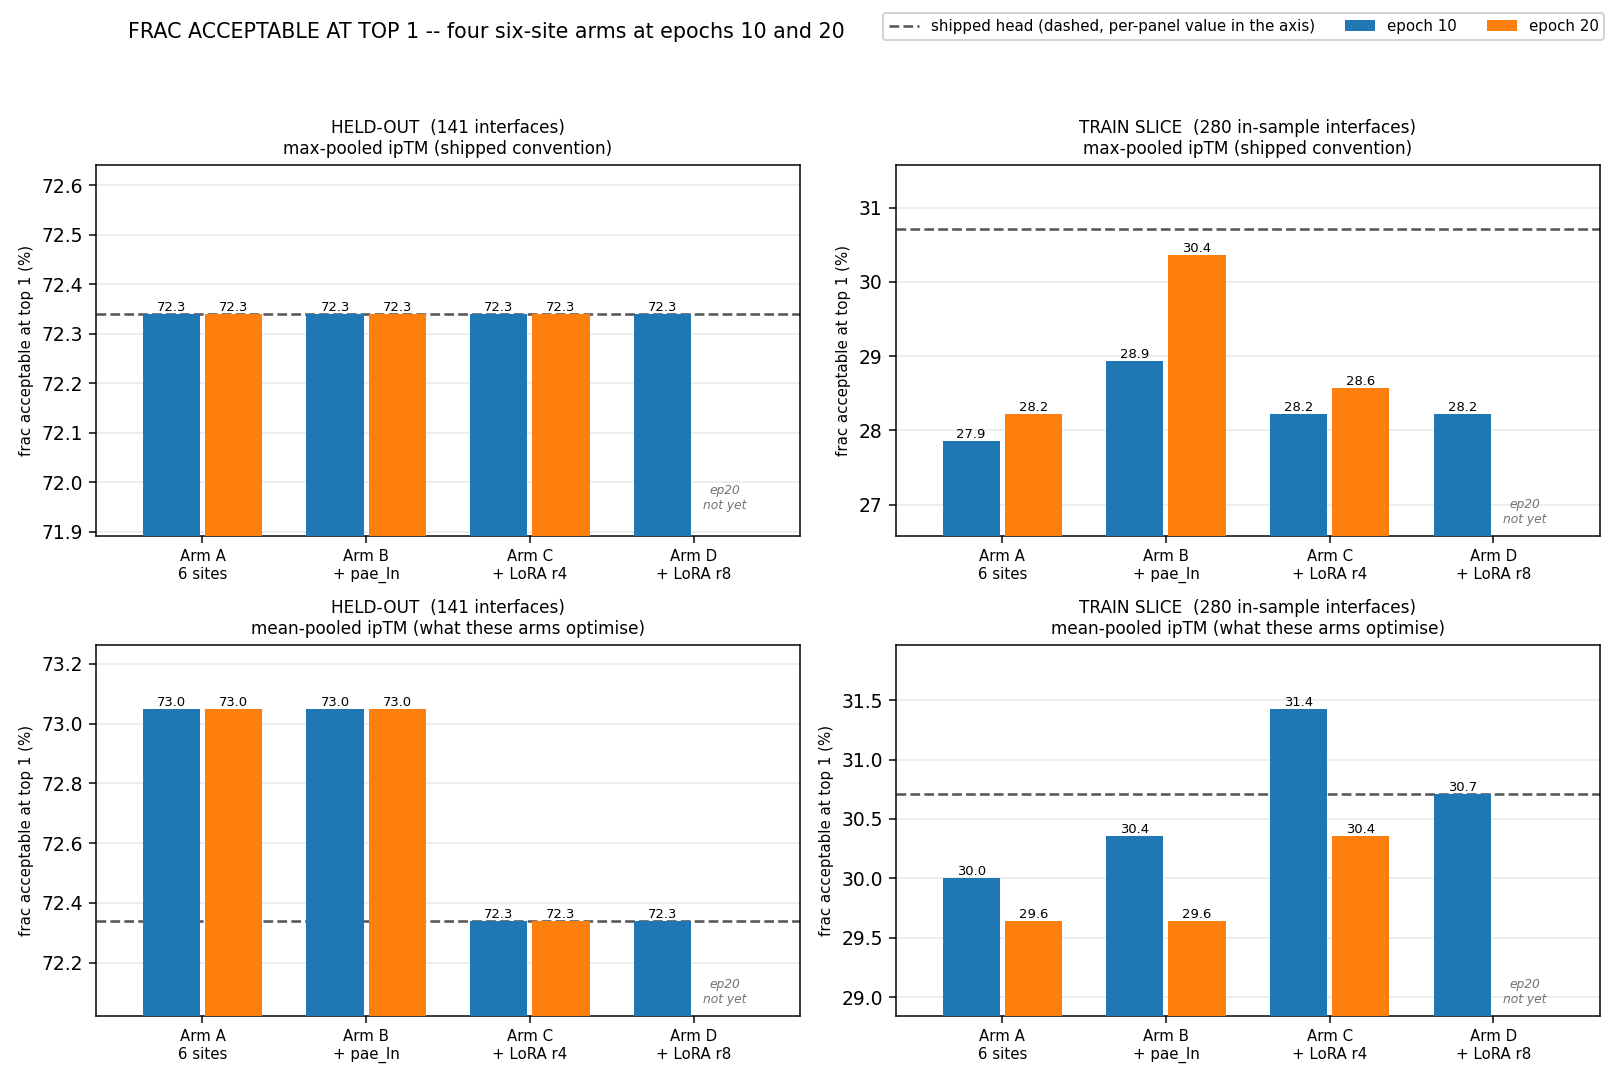 FRAC ACCEPTABLE AT TOP 1 -- four six-site arms at epochs 10 and 20
shipped head (dashed, per-panel value in the axis)
epoch 10
epoch 20
HELD-OUT  (141 interfaces)
max-pooled ipTM (shipped convention)
frac acceptable at top 1 (%)
72.6
72.5
72.4
72.3
72.2
72.1
72.0
71.9
72.3
72.3
72.3
72.3
72.3
72.3
72.3
ep20
not yet
Arm A
6 sites
Arm B
+ pae_ln
Arm C
+ LoRA r4
Arm D
+ LoRA r8
TRAIN SLICE  (280 in-sample interfaces)
max-pooled ipTM (shipped convention)
frac acceptable at top 1 (%)
31
30
29
28
27
27.9
28.2
28.9
30.4
28.2
28.6
28.2
ep20
not yet
Arm A
6 sites
Arm B
+ pae_ln
Arm C
+ LoRA r4
Arm D
+ LoRA r8
HELD-OUT  (141 interfaces)
mean-pooled ipTM (what these arms optimise)
frac acceptable at top 1 (%)
73.2
73.0
72.8
72.6
72.4
72.2
73.0
73.0
73.0
73.0
72.3
72.3
72.3
ep20
not yet
Arm A
6 sites
Arm B
+ pae_ln
Arm C
+ LoRA r4
Arm D
+ LoRA r8
TRAIN SLICE  (280 in-sample interfaces)
mean-pooled ipTM (what these arms optimise)
frac acceptable at top 1 (%)
31.5
31.0
30.5
30.0
29.5
29.0
30.0
29.6
30.4
29.6
31.4
30.4
30.7
ep20
not yet
Arm A
6 sites
Arm B
+ pae_ln
Arm C
+ LoRA r4
Arm D
+ LoRA r8